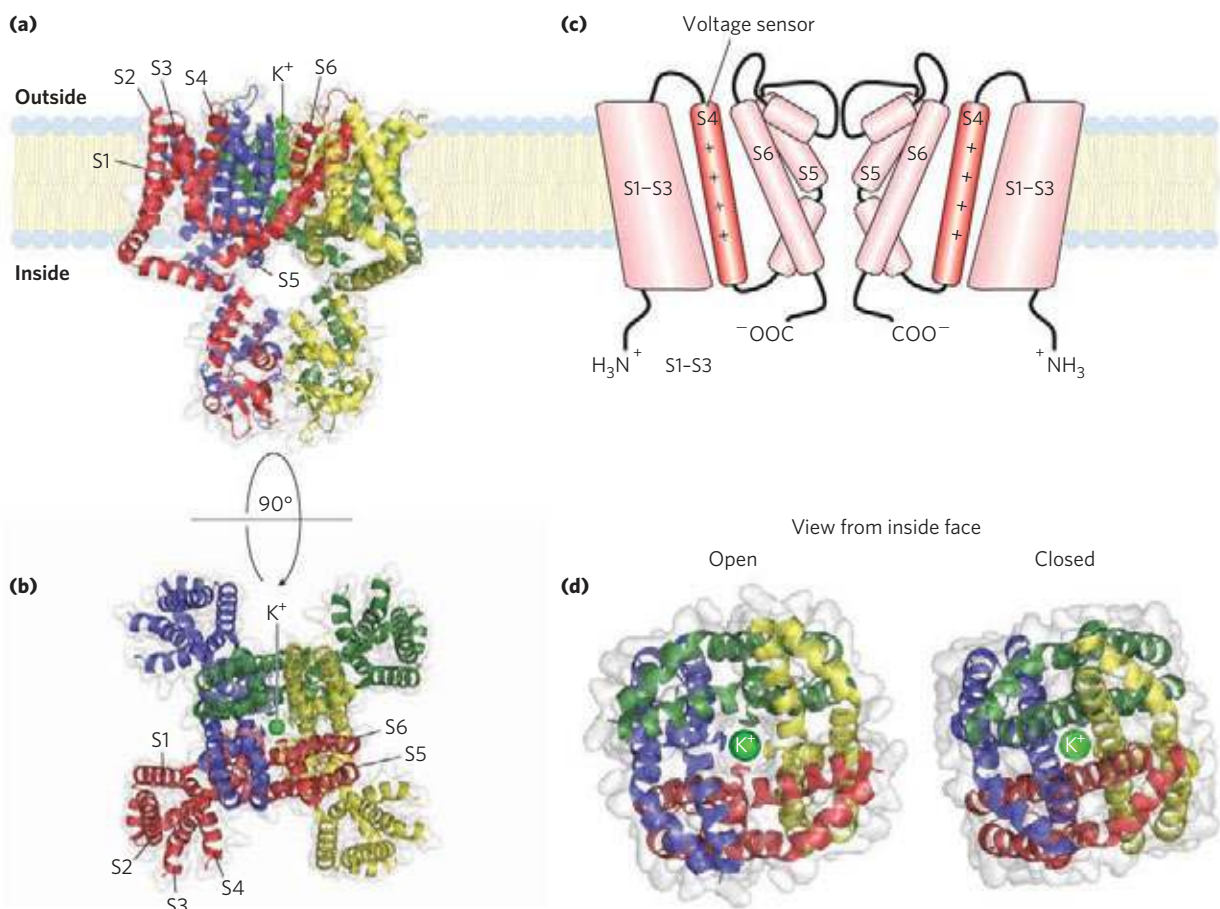 (a)
S2
S3
S4
K+
S6
Outside
S1
Inside
S5
90°
(b)
K+
S1
S6
S5
S2
S3
S4
(c)
Voltage sensor
S4
S4
S6
S6
S5
S5
S1–S3
S1–S3
+
+
+
+
+
+
+
+
−OOC
COO−
H3N+
S1–S3
+NH3
View from inside face
Open
Closed
(d)
K+
K+